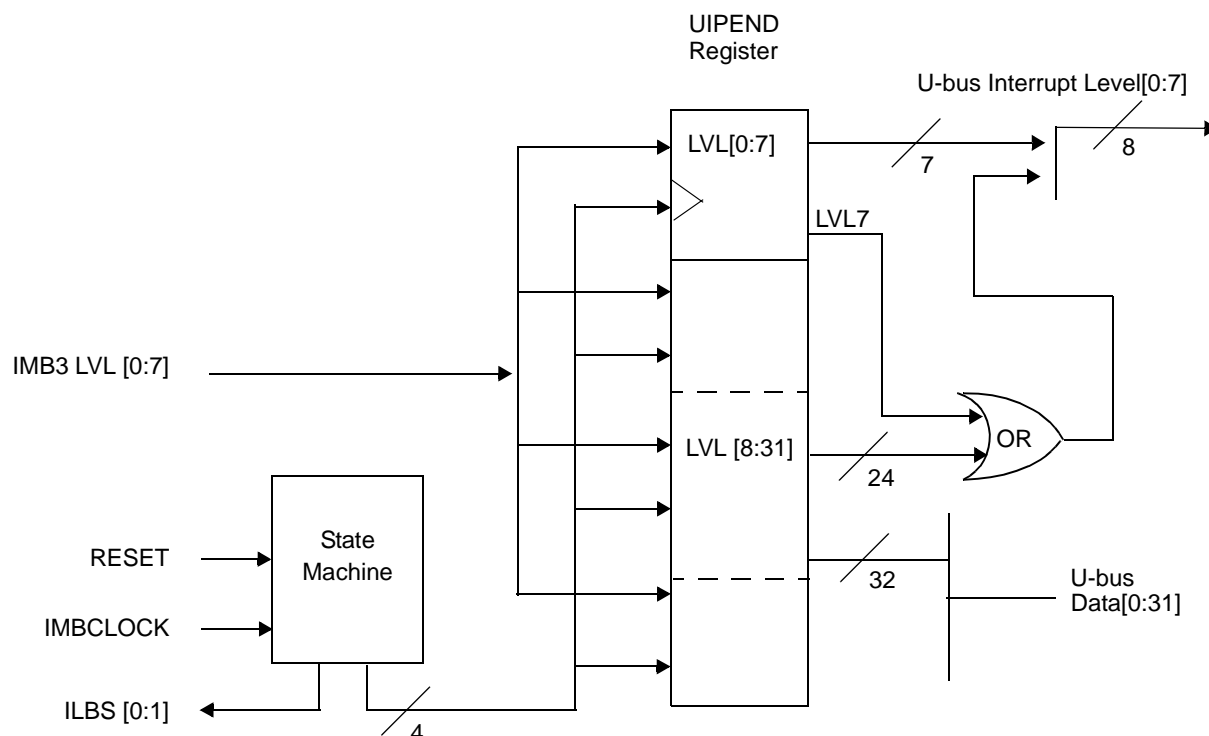 UIPEND
Register
U-bus Interrupt Level[0:7]
LVL[0:7]
7
8
LVL7
IMB3 LVL [0:7]
LVL [8:31]
OR
24
State
Machine
RESET
32
U-bus
Data[0:31]
IMBCLOCK
ILBS [0:1]
4